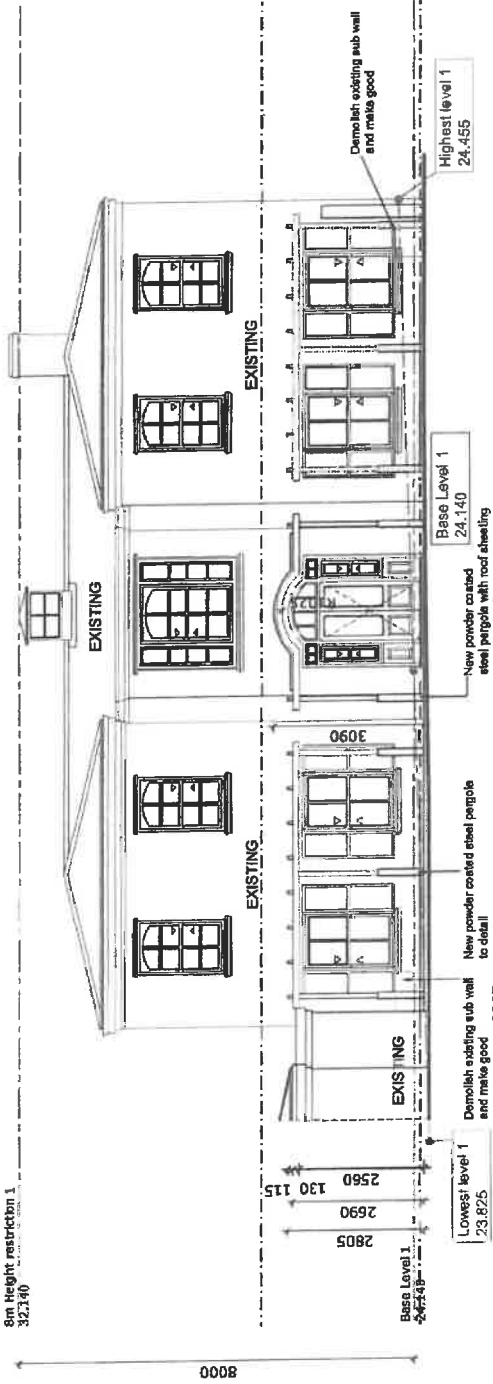 8m Height restriction 1
32.140
8000
Base Level 1
24.140
2805
2690
2560
130
115
Lowest level 1
23.825
EXISTING
Demolish existing sub wall
and make good
EXISTING
New powder coated steel pergola
to detail
3090
EXISTING
New powder coated
steel pergola with roof sheeting
Base Level 1
24.140
EXISTING
Demolish existing sub wall
and make good
Highest level 1
24.455